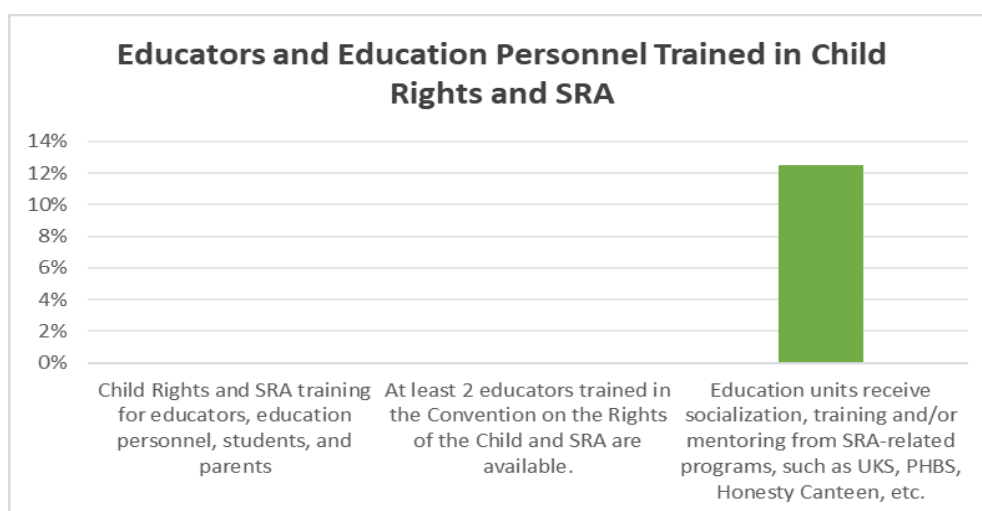 Educators and Education Personnel Trained in Child
Rights and SRA
14%
12%
10%
8%
6%
4%
2%
0%
Child Rights and SRA training
for educators, education
personnel, students, and
parents
At least 2 educators trained in
the Convention on the Rights
of the Child and SRA are
available.
Education units receive
socialization, training and/or
mentoring from SRA-related
programs, such as UKS, PHBS,
Honesty Canteen, etc.